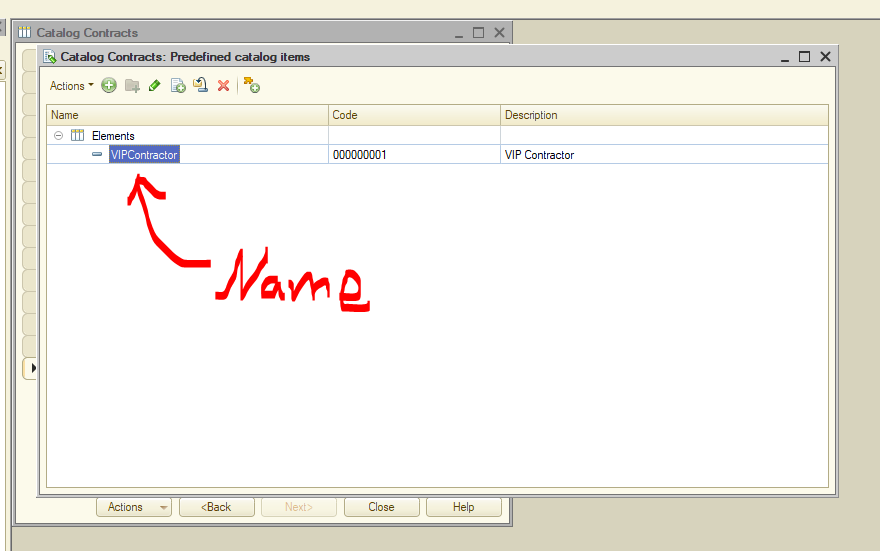 Catalog Contracts
Catalog Contracts: Predefined catalog items
Actions
Name Code Description
Elements
VIPContractor 000000001 VIP Contractor
Name
Actions <Back Next> Close Help